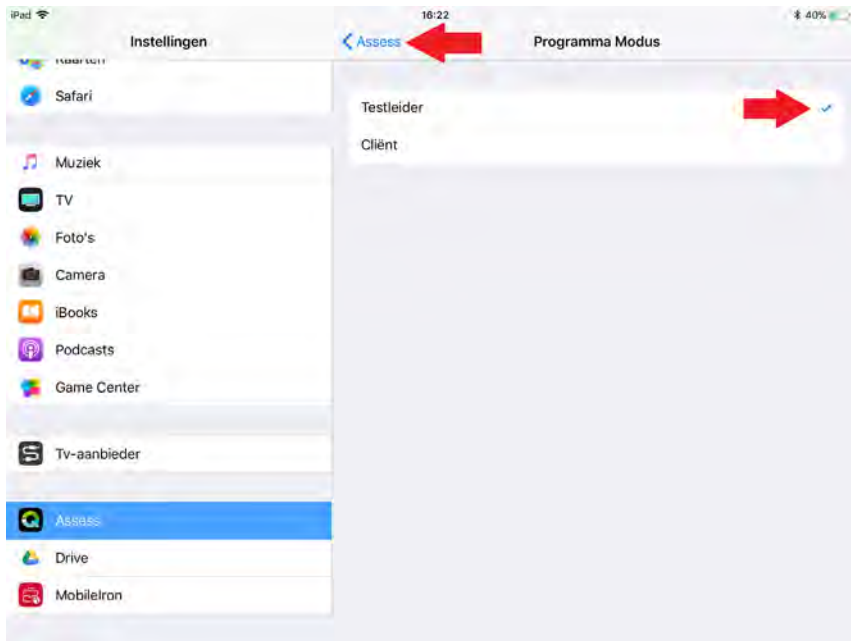 iPad 16:22 40%
Instellingen
Assess
Programma Modus
Kaarten
Safari
Muziek
TV
Foto's
Camera
iBooks
Podcasts
Game Center
Tv-aanbieder
Assess
Drive
MobileIron
Testleider
Cliënt